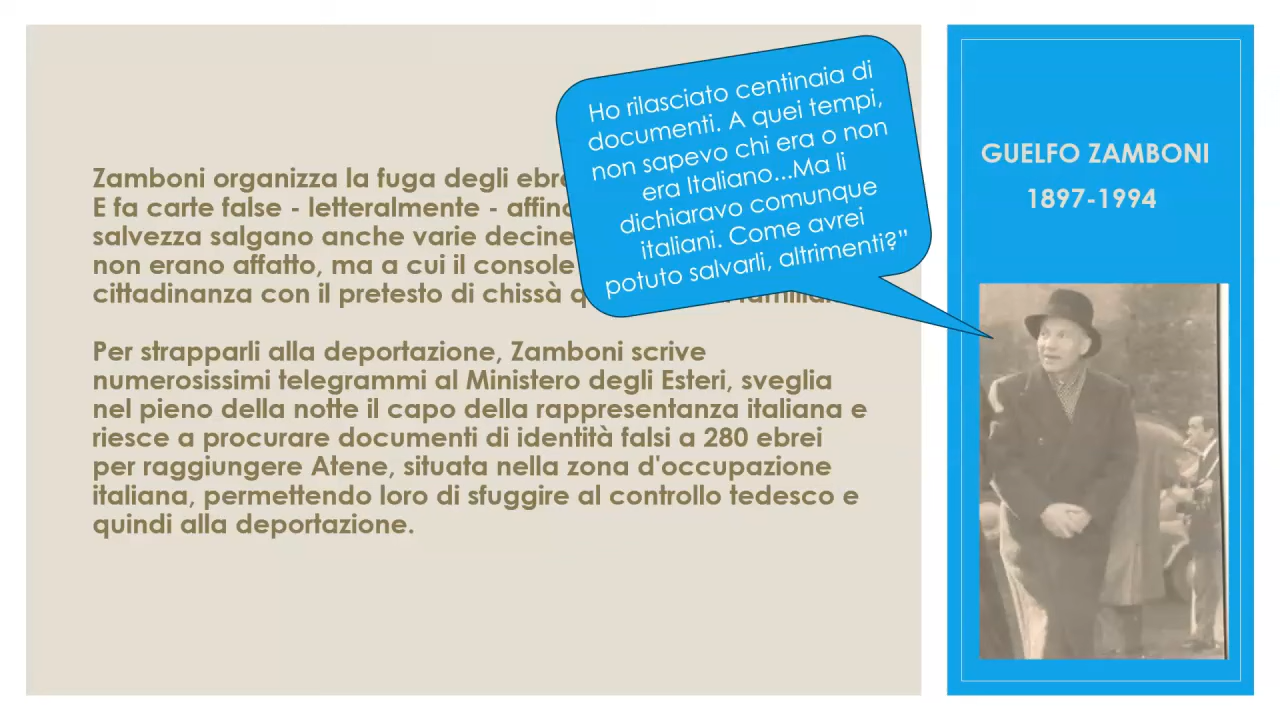 Zamboni organizza la fuga degli
E fa carte false - letteralmente -
salvezza salgano anche varie
non erano affatto, ma a cui il console
cittadinanza con il pretesto di chissà
Per strapparli alla deportazione, Zamboni scrive
numerosissimi telegrammi al Ministero degli Esteri, sveglia
nel pieno della notte il capo della rappresentanza italiana e
riesce a procurare documenti di identità falsi a 280 ebrei
per raggiungere Atene, situata nella zona d'occupazione
italiana, permettendo loro di sfuggire al controllo tedesco e
quindi alla deportazione.
Ho rilasciato centinaia di
documenti. A quei tempi,
non sapevo chi era o non
era Italiano...Ma li
dichiaravo comunque
italiani. Come avrei
potuto salvarli, altrimenti?”
GUELFO ZAMBONI
1897-1994